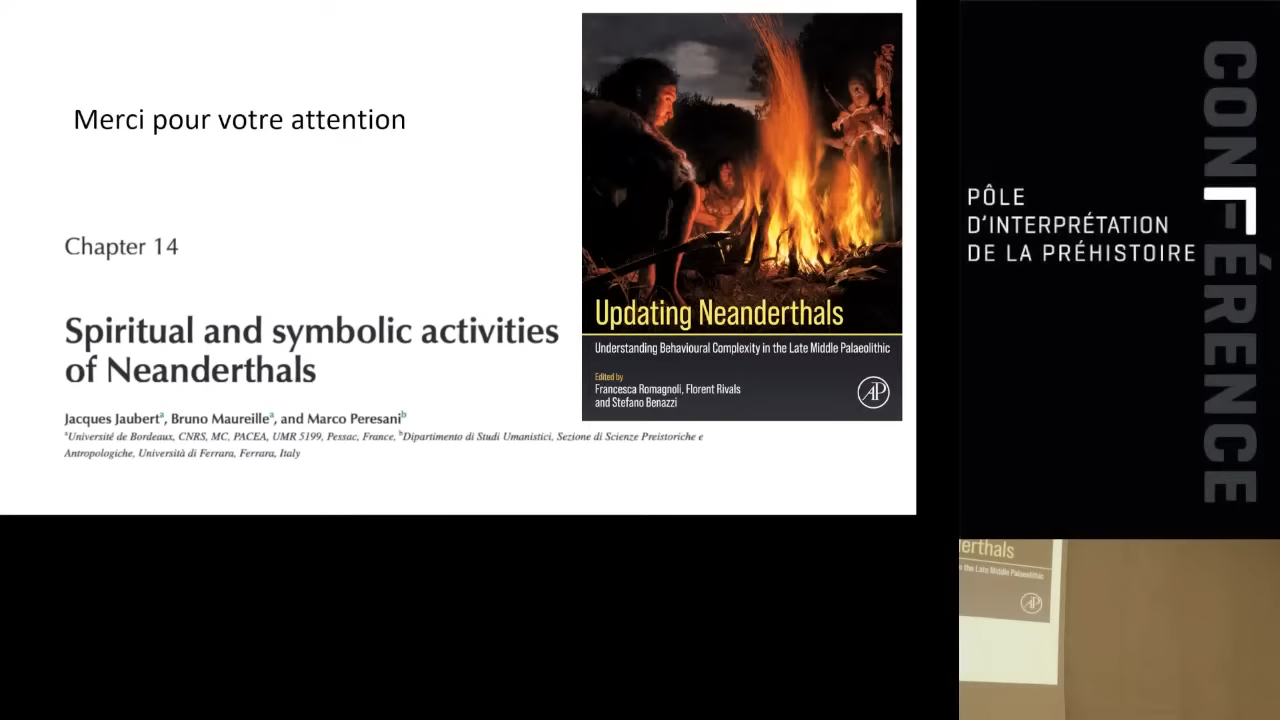 Merci pour votre attention
Chapter 14
Spiritual and symbolic activities
of Neanderthals
Jacques Jaubertᵃ, Bruno Maureilleᵃ, and Marco Peresaniᵇ
ᵃUniversité de Bordeaux, CNRS, MC, PACEA, UMR 5199, Pessac, France, ᵇDipartimento di Studi Umanistici, Sezione di Scienze Preistoriche e
Antropologiche, Università di Ferrara, Ferrara, Italy
Updating Neanderthals
Understanding Behavioural Complexity in the Late Middle Palaeolithic
Edited by
Francesca Romagnoli, Florent Rivals
and Stefano Benazzi
AP
PÔLE
D'INTERPRÉTATION
DE LA PRÉHISTOIRE
CONFÉRENCE
erthals
n the Late Middle Palaeolithic
AP